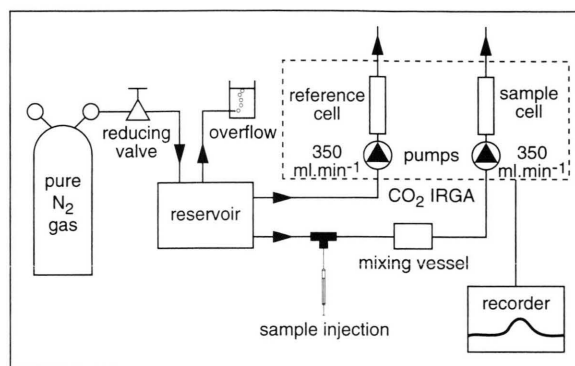 reducing
valve
overflow
pure
N₂
gas
reservoir
reference
cell
sample
cell
350
ml.min⁻¹
pumps
350
ml.min⁻¹
CO₂ IRGA
mixing vessel
sample injection
recorder